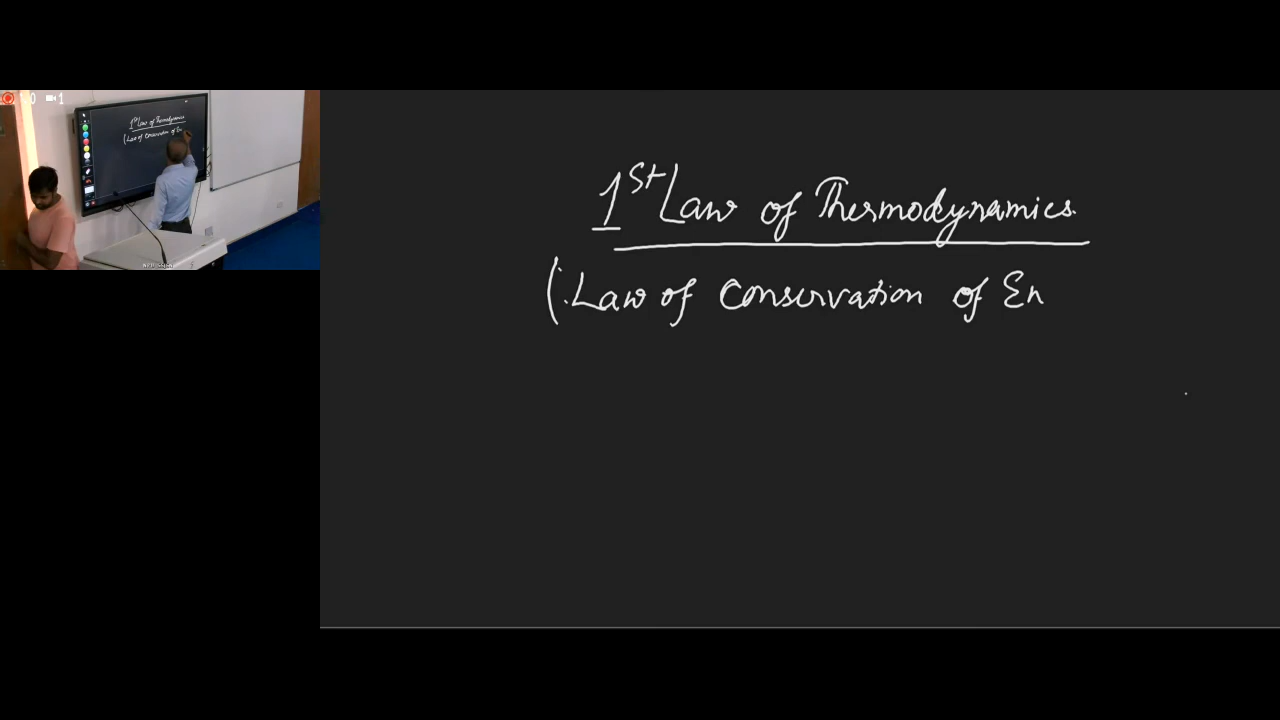 1st Law of Thermodynamics.
(Law of Conservation of En